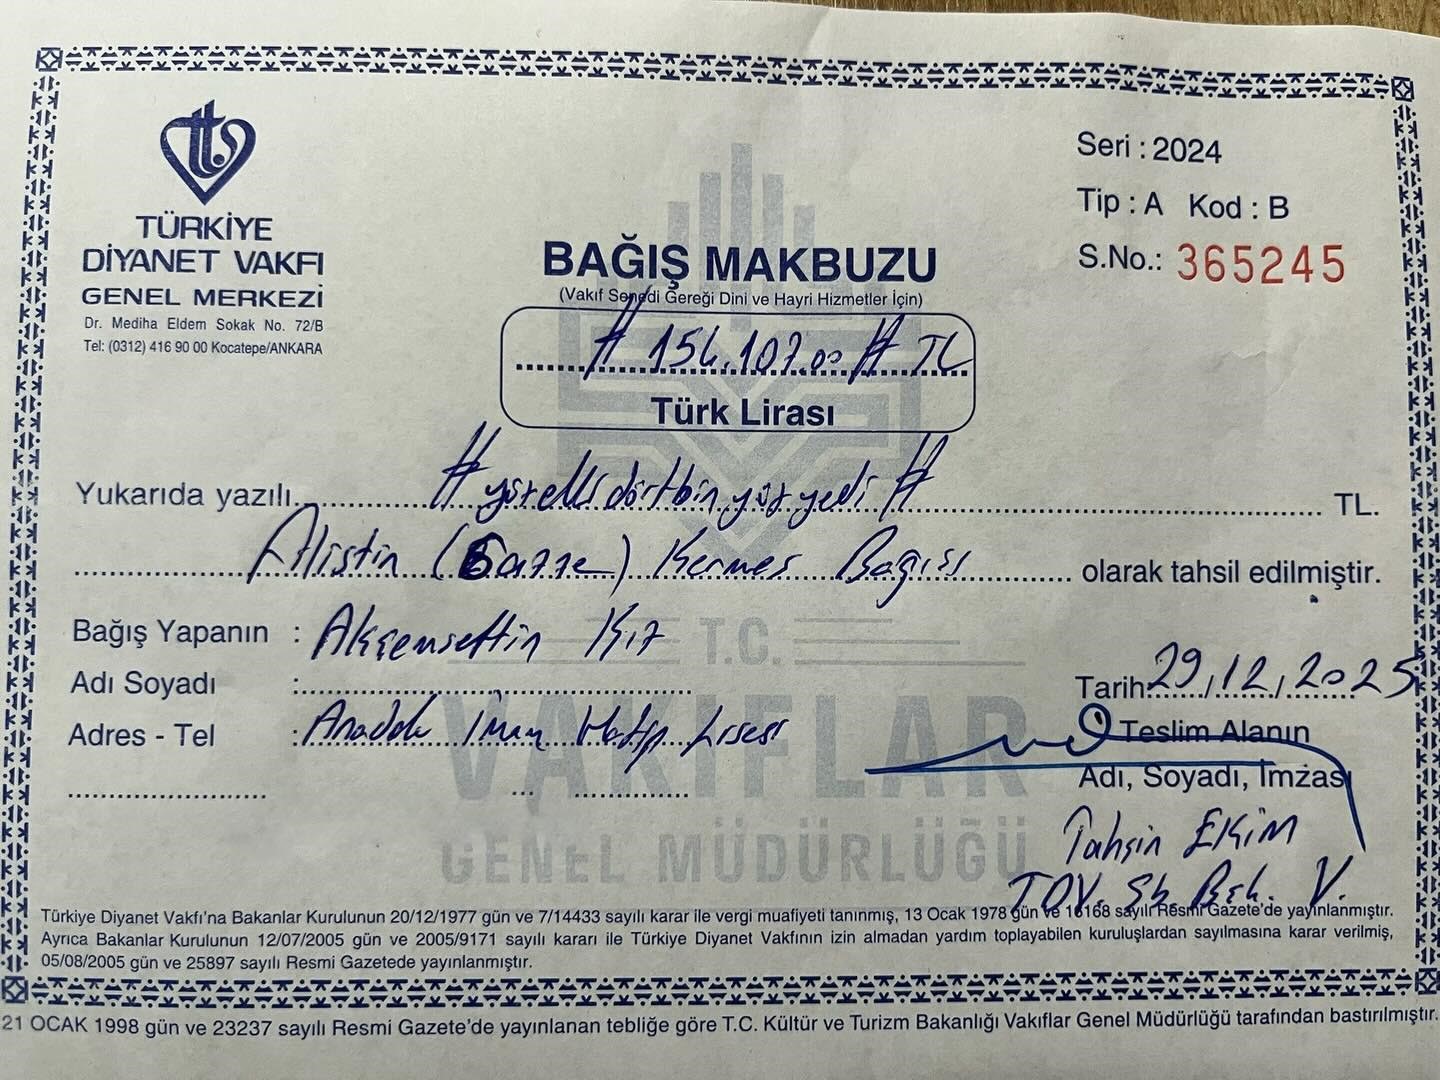 tts
TÜRKİYE
DİYANET VAKFI
GENEL MERKEZİ
Dr. Mediha Eldem Sokak No. 72/B
Tel: (0312) 416 90 00 Kocatepe/ANKARA
Seri : 2024
Tip : A Kod : B
S.No.: 365245
BAĞIŞ MAKBUZU
(Vakıf Senedi Gereği Dini ve Hayri Hizmetler İçin)
# 154.107.00 # TL
Türk Lirası
Yukarıda yazılı # yüzellidörtbin yüz yedi # TL.
Filistin (Gazze) Kermes Bağışı olarak tahsil edilmiştir.
Bağış Yapanın : Akşemsettin Kız
Adı Soyadı :
Adres - Tel : Anadolu İmam Hatip Lisesi
T.C.
VAKIFLAR
GENEL MÜDÜRLÜĞÜ
Tarih 29.12.2025
Teslim Alanın
Adı, Soyadı, İmzası
Tahsin EKİM
TDV. Şb. Bşk. V.
Türkiye Diyanet Vakfı'na Bakanlar Kurulunun 20/12/1977 gün ve 7/14433 sayılı karar ile vergi muafiyeti tanınmış, 13 Ocak 1978 gün ve 16168 sayılı Resmi Gazete'de yayınlanmıştır.
Ayrıca Bakanlar Kurulunun 12/07/2005 gün ve 2005/9171 sayılı kararı ile Türkiye Diyanet Vakfının izin almadan yardım toplayabilen kuruluşlardan sayılmasına karar verilmiş,
05/08/2005 gün ve 25897 sayılı Resmi Gazetede yayınlanmıştır.
21 OCAK 1998 gün ve 23237 sayılı Resmi Gazete'de yayınlanan tebliğe göre T.C. Kültür ve Turizm Bakanlığı Vakıflar Genel Müdürlüğü tarafından bastırılmıştır.